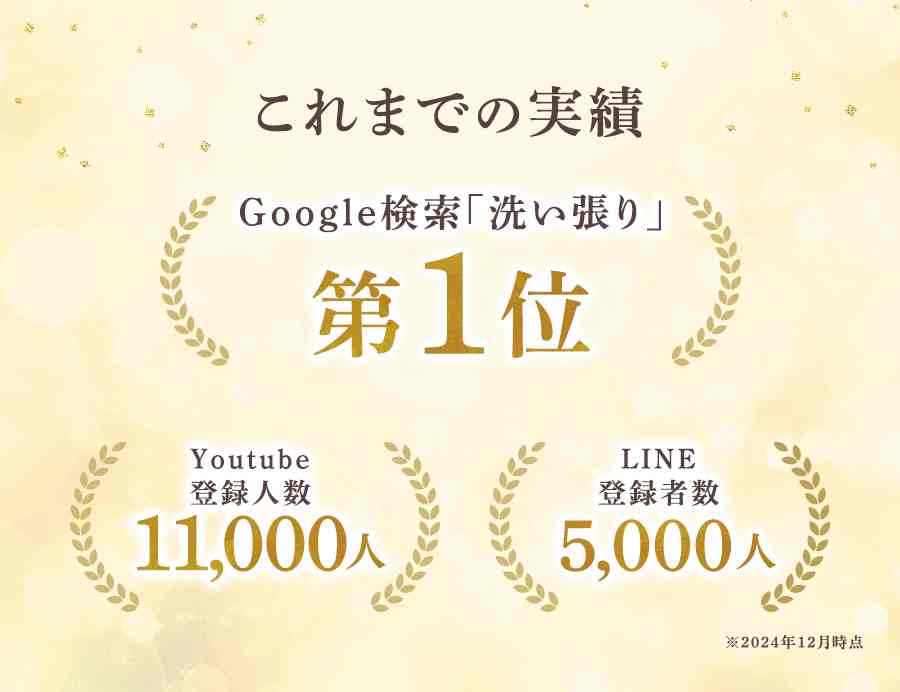 これまでの実績
Google検索「洗い張り」
第1位
Youtube
登録人数
11,000人
LINE
登録者数
5,000人
※2024年12月時点